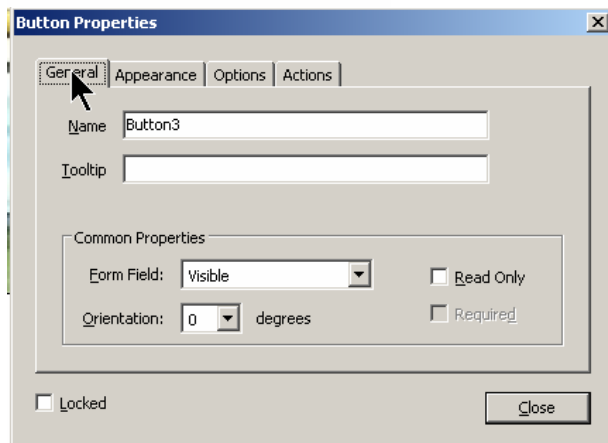 Button Properties
General Appearance Options Actions
Name Button3
Tooltip
Common Properties
Form Field: Visible Read Only
Orientation: 0 degrees Required
Locked Close